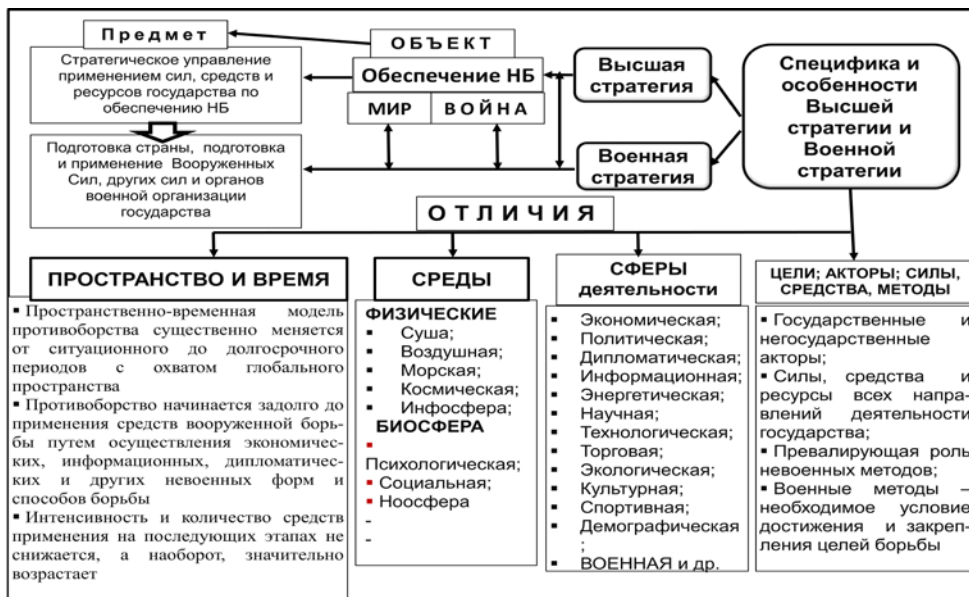 П р е д м е т
Стратегическое управление
применением сил, средств и
ресурсов государства по
обеспечению НБ
Подготовка страны, подготовка
и применение Вооруженных
Сил, других сил и органов
военной организации
государства
О Б Ъ Е К Т
Обеспечение НБ
МИР
В О Й Н А
Высшая
стратегия
Военная
стратегия
Специфика и
особенности
Высшей
стратегии и
Военной
стратегии
О Т Л И Ч И Я
ПРОСТРАНСТВО И ВРЕМЯ
▪ Пространственно-временная модель
противоборства существенно меняется
от ситуационного до долгосрочного
периодов с охватом глобального
пространства
▪ Противоборство начинается задолго до
применения средств вооруженной борь-
бы путем осуществления экономичес-
ких, информационных, дипломатичес-
ких и других невоенных форм и
способов борьбы
▪ Интенсивность и количество средств
применения на последующих этапах не
снижается, а наоборот, значительно
возрастает
СРЕДЫ
ФИЗИЧЕСКИЕ
▪ Суша;
▪ Воздушная;
▪ Морская;
▪ Космическая;
▪ Инфосфера;
БИОСФЕРА
▪
Психологическая;
▪ Социальная;
▪ Ноосфера
-
-
СФЕРЫ
деятельности
▪ Экономическая;
▪ Политическая;
▪ Дипломатическая;
▪ Информационная;
▪ Энергетическая;
▪ Научная;
▪ Технологическая;
▪ Торговая;
▪ Экологическая;
▪ Культурная;
▪ Спортивная;
▪ Демографическая
;
▪ ВОЕННАЯ и др.
ЦЕЛИ; АКТОРЫ; СИЛЫ,
СРЕДСТВА, МЕТОДЫ
▪ Государственные и
негосударственные
акторы;
▪ Силы, средства и
ресурсы всех направ-
лений деятельности
государства;
▪ Превалирующая роль
невоенных методов;
▪ Военные методы –
необходимое условие
достижения и закреп-
ления целей борьбы